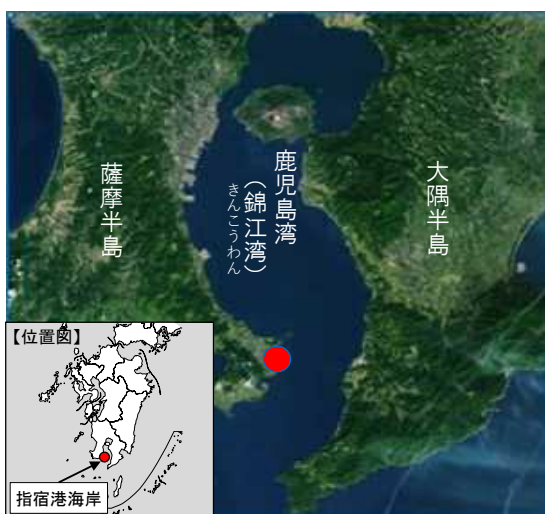 薩摩半島
鹿児島湾
（錦江湾）
きんこうわん
大隅半島
【位置図】
指宿港海岸